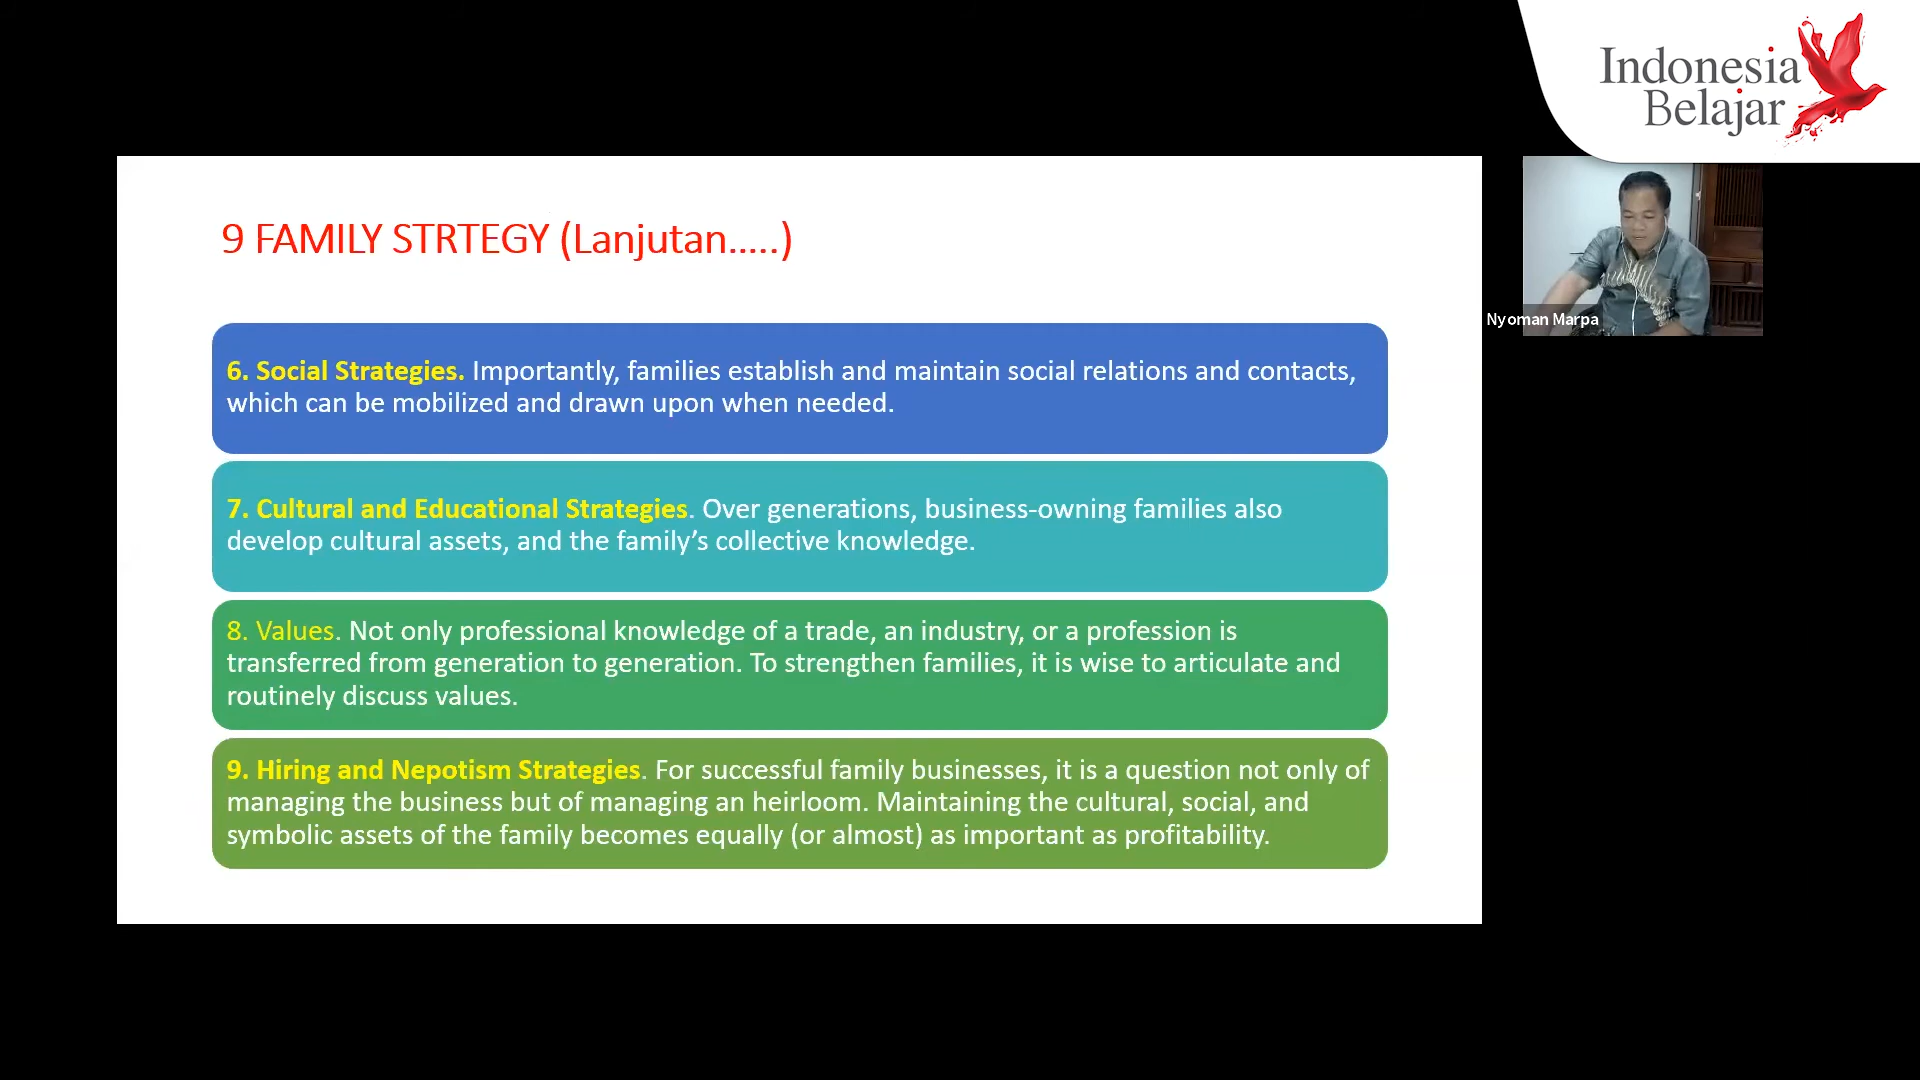 Indonesia
Belajar
9 FAMILY STRTEGY (Lanjutan.....)
6. Social Strategies. Importantly, families establish and maintain social relations and contacts,
which can be mobilized and drawn upon when needed.
7. Cultural and Educational Strategies. Over generations, business-owning families also
develop cultural assets, and the family’s collective knowledge.
8. Values. Not only professional knowledge of a trade, an industry, or a profession is
transferred from generation to generation. To strengthen families, it is wise to articulate and
routinely discuss values.
9. Hiring and Nepotism Strategies. For successful family businesses, it is a question not only of
managing the business but of managing an heirloom. Maintaining the cultural, social, and
symbolic assets of the family becomes equally (or almost) as important as profitability.
Nyoman Marpa